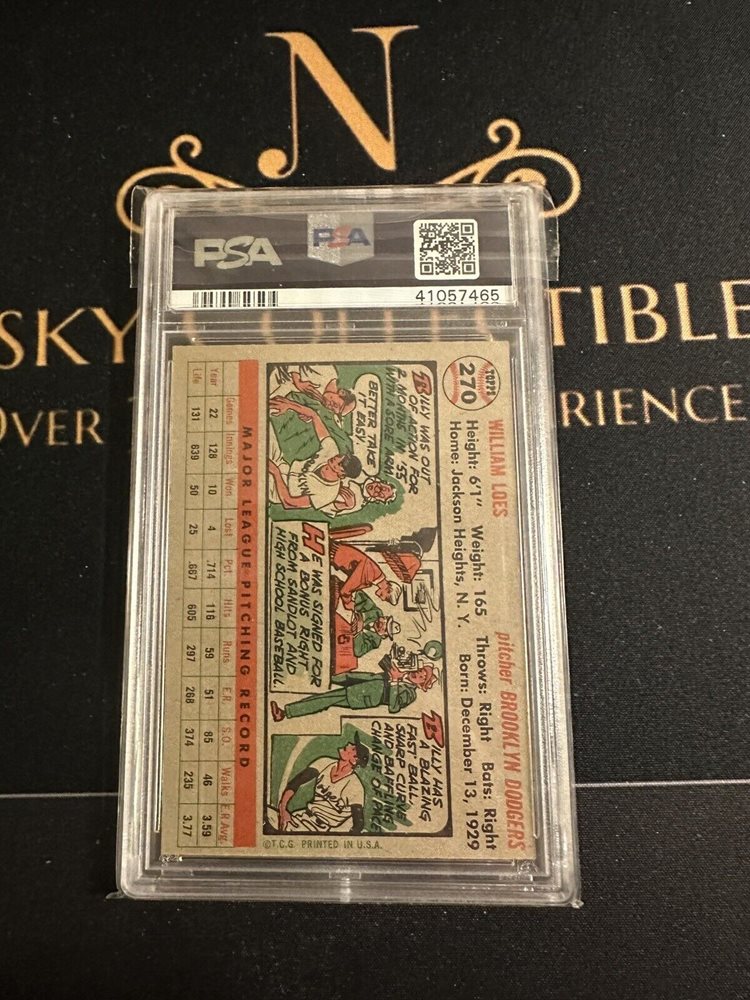 N
SKY COLLECTIBLE
OVER
RIENCE
PSA
PSA
41057465
TOPPS
270
WILLIAM LOES
pitcher BROOKLYN DODGERS
Height: 6'1" Weight: 165 Throws: Right Bats: Right
Home: Jackson Heights, N. Y. Born: December 13, 1929
BILLY WAS OUT
OF ACTION FOR
2 MONTHS IN '55
WITH SORE ARM.
BETTER TAKE
IT EASY.
BROOKLYN
HE WAS SIGNED FOR
A BONUS RIGHT
FROM SANDLOT AND
HIGH SCHOOL BASEBALL.
BILLY HAS
A BLAZING
FAST BALL,
SHARP CURVE
AND BAFFLING
CHANGE OF PACE
Dodgers
MAJOR LEAGUE PITCHING RECORD
Games Innings Won Lost Pct. Hits Runs E.R. S.O. Walks E.R.Avg.
Year 22 128 10 4 .714 116 59 51 85 46 3.59
Life 131 639 50 25 .667 605 297 268 374 235 3.77
©T.C.G. PRINTED IN U.S.A.